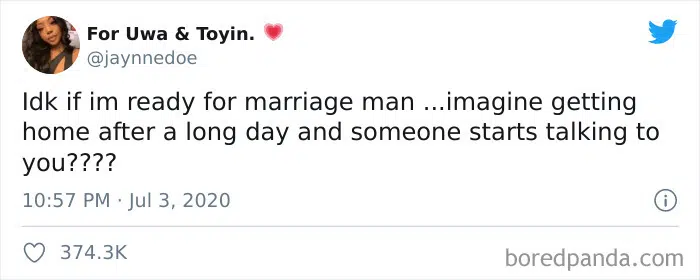 For Uwa & Toyin. 💗
@jaynnedoe
Idk if im ready for marriage man ...imagine getting
home after a long day and someone starts talking to
you????
10:57 PM · Jul 3, 2020
374.3K
boredpanda.com